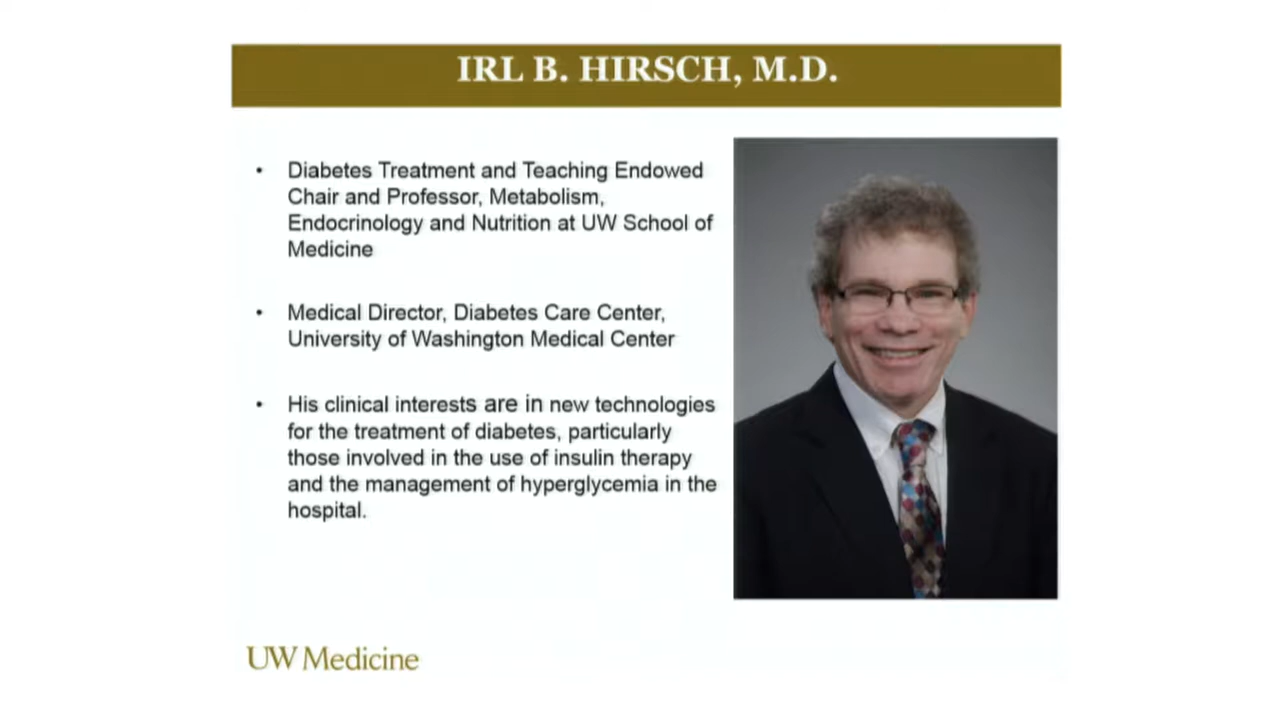 IRL B. HIRSCH, M.D.
• Diabetes Treatment and Teaching Endowed
Chair and Professor, Metabolism,
Endocrinology and Nutrition at UW School of
Medicine
• Medical Director, Diabetes Care Center,
University of Washington Medical Center
• His clinical interests are in new technologies
for the treatment of diabetes, particularly
those involved in the use of insulin therapy
and the management of hyperglycemia in the
hospital.
UW Medicine